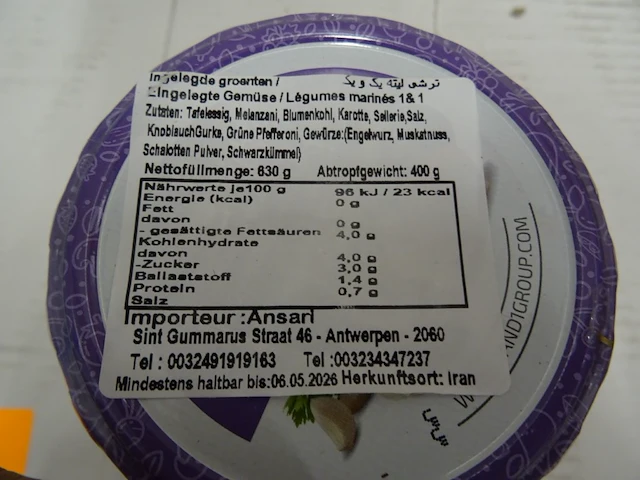 Ingelegde groenten / ترشی لیته یک و یک
Eingelegte Gemüse / Légumes marinés 1&1
Zutaten: Tafelessig, Melanzani, Blumenkohl, Karotte, Sellerie,Salz,
KnoblauchGurke, Grüne Pfefferoni, Gewürze:(Engelwurz, Muskatnuss,
Schalotten Pulver, Schwarzkümmel)
Nettofüllmenge: 630 g Abtropfgewicht: 400 g
Nährwerte je100 g 96 kJ / 23 kcal
Energie (kcal) 0 g
Fett
davon 0 g
- gesättigte Fettsäuren 4,0 g
Kohlenhydrate
davon 4,0 g
-Zucker 3,0 g
Ballaststoff 1,4 g
Protein 0,7 g
Salz
Importeur :Ansari
Sint Gummarus Straat 46 - Antwerpen - 2060
Tel : 0032491919163 Tel :003234347237
Mindestens haltbar bis:06.05.2026 Herkunftsort: Iran
AND1GROUP.COM